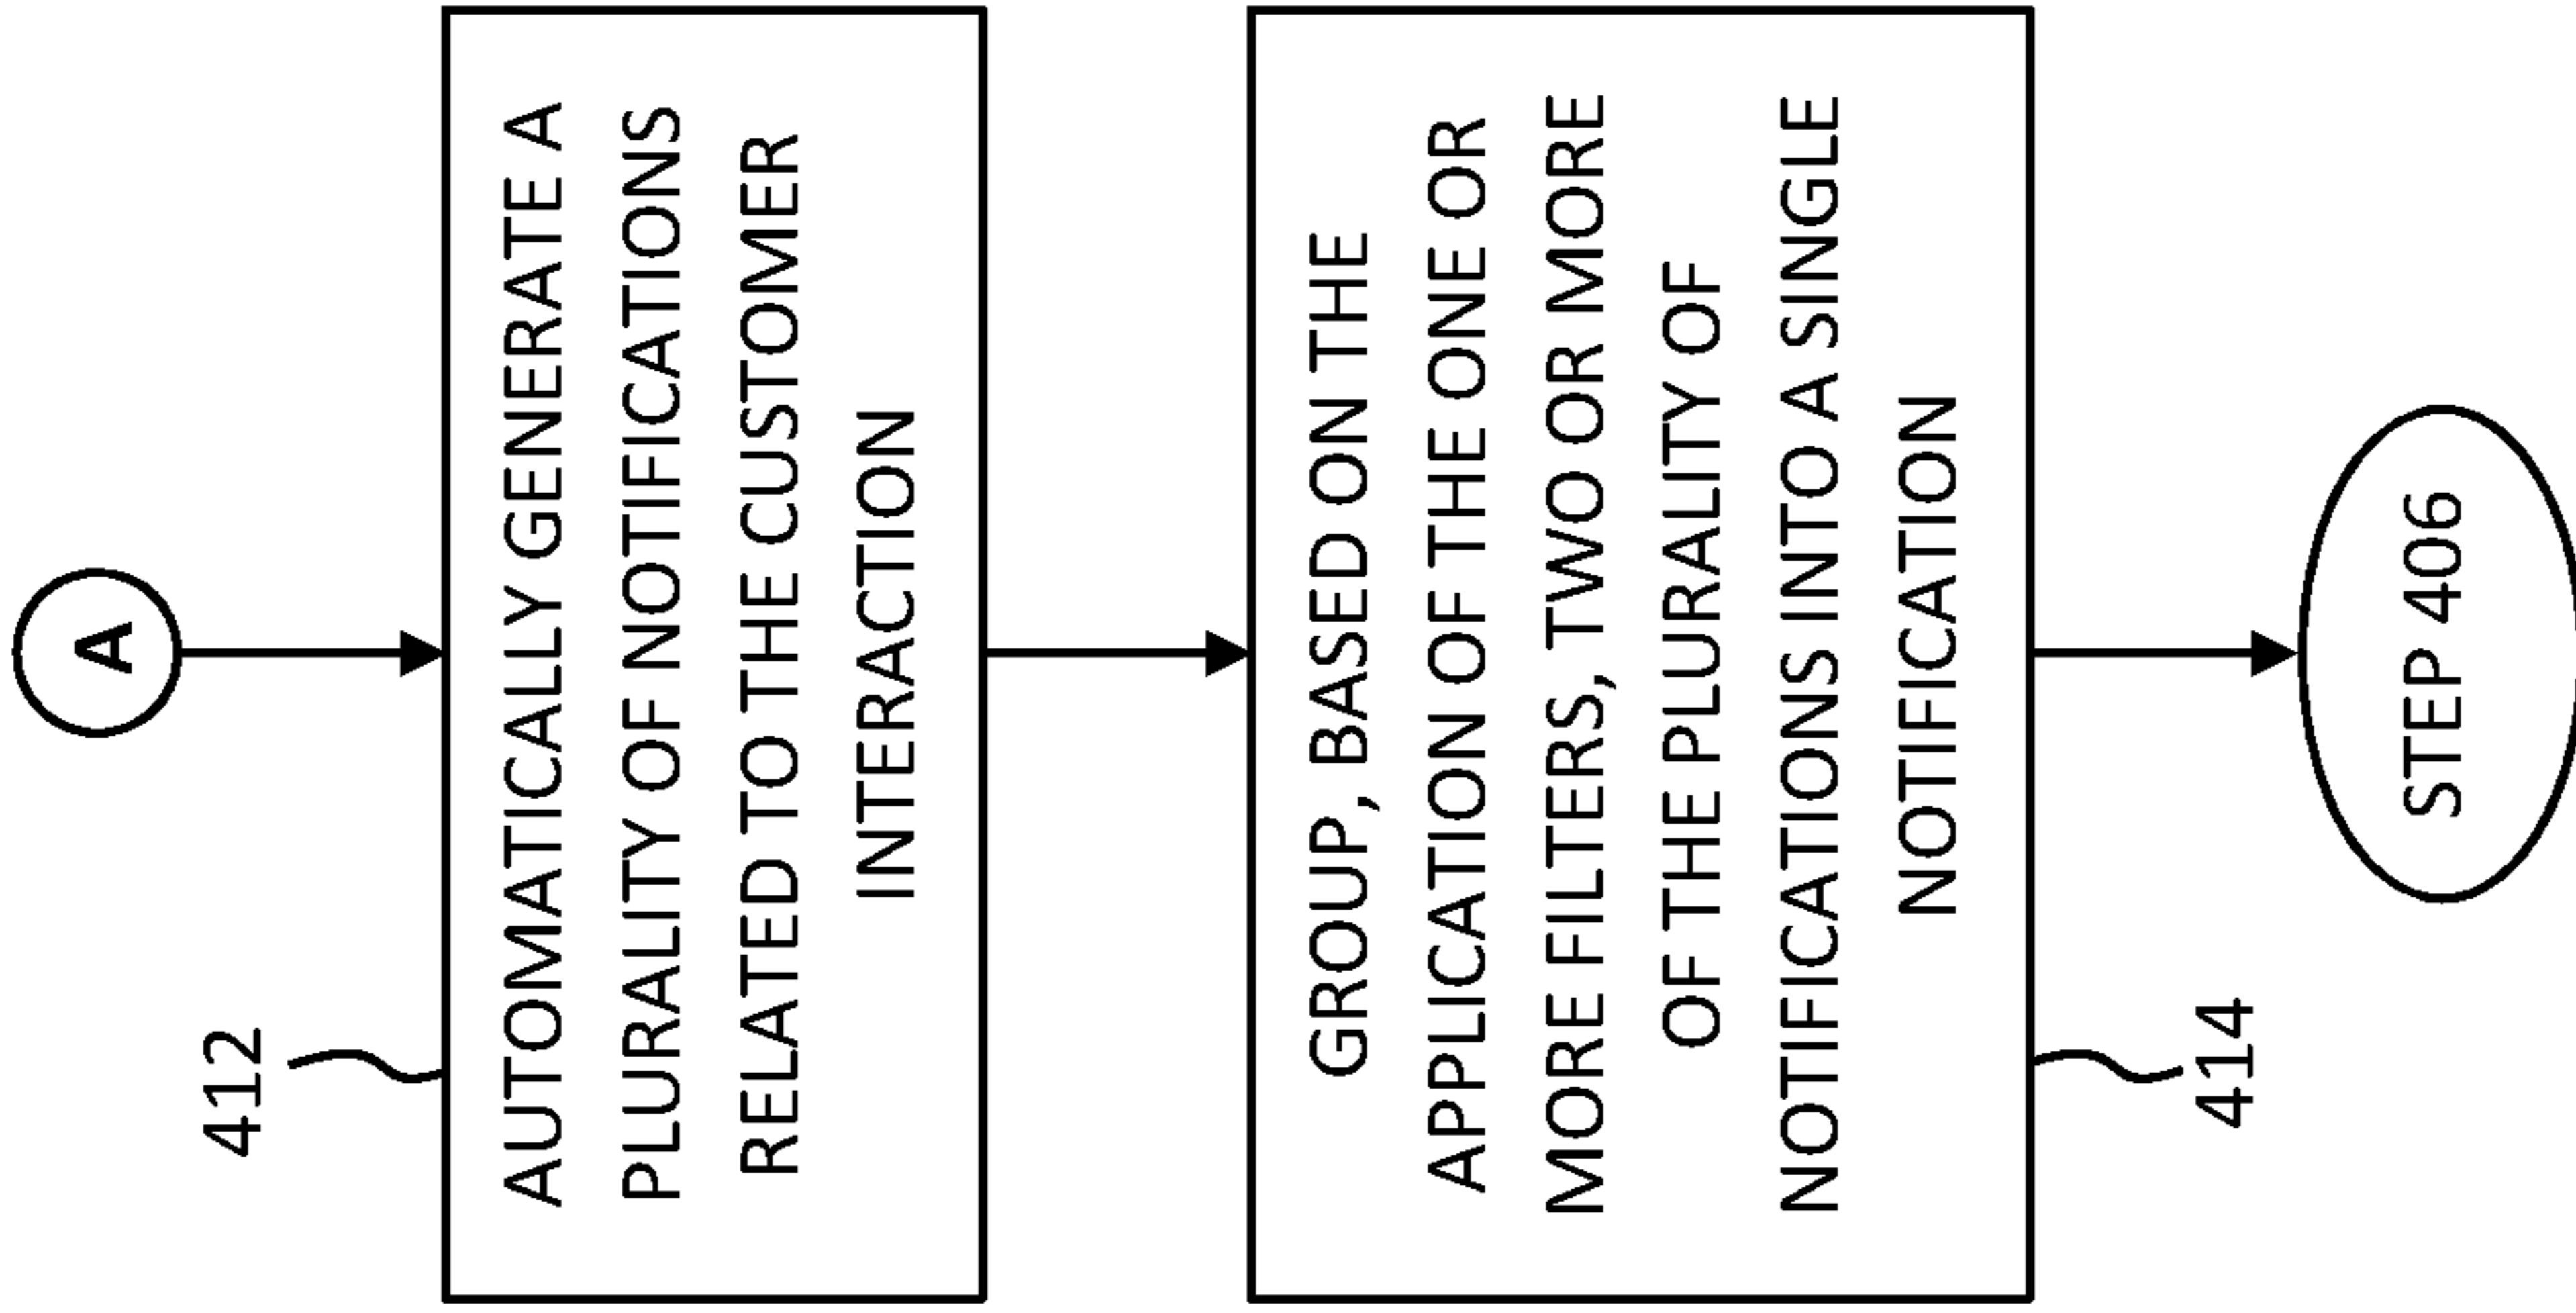 A
412
AUTOMATICALLY GENERATE A
PLURALITY OF NOTIFICATIONS
RELATED TO THE CUSTOMER
INTERACTION
GROUP, BASED ON THE
APPLICATION OF THE ONE OR
MORE FILTERS, TWO OR MORE
OF THE PLURALITY OF
NOTIFICATIONS INTO A SINGLE
NOTIFICATION
414
STEP 406